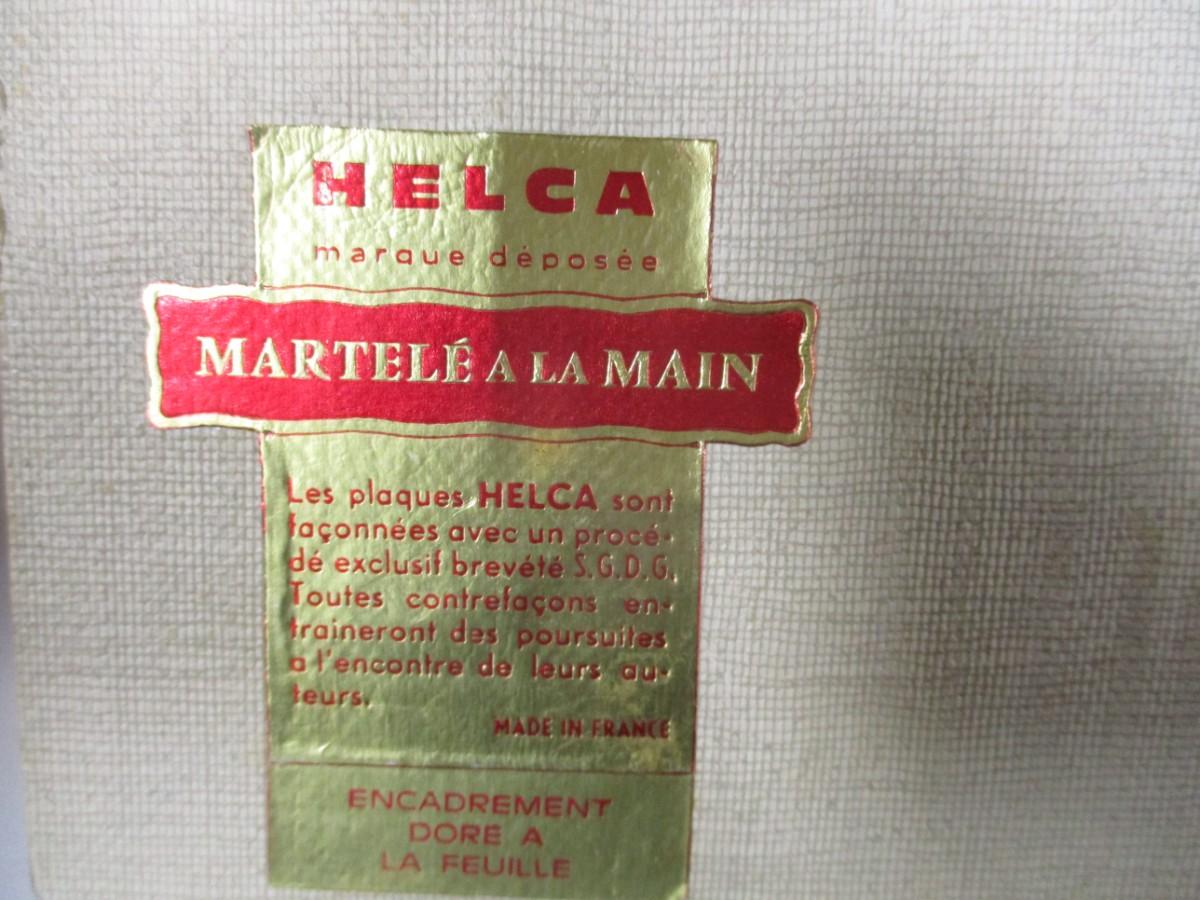 HELCA
marque déposée
MARTELÉ A LA MAIN
Les plaques HELCA sont
façonnées avec un procé-
dé exclusif brevété S.G.D.G.
Toutes contrefaçons en-
traineront des poursuites
a l'encontre de leurs au-
teurs.
MADE IN FRANCE
ENCADREMENT
DORE A
LA FEUILLE